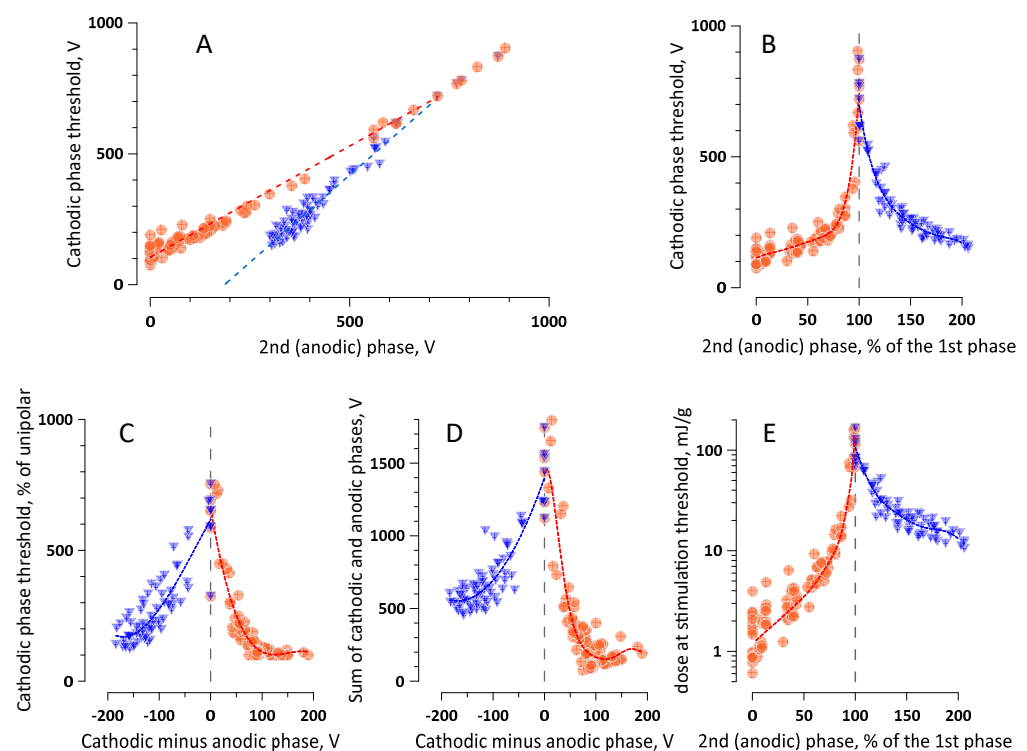 A
Cathodic phase threshold, V
1000
500
0
0
500
1000
2nd (anodic) phase, V
B
Cathodic phase threshold, V
1000
500
0
0
50
100
150
200
2nd (anodic) phase, % of the 1st phase
C
Cathodic phase threshold, % of unipolar
1000
500
0
-200
-100
0
100
200
Cathodic minus anodic phase, V
D
Sum of cathodic and anodic phases, V
1500
1000
500
0
-200
-100
0
100
200
Cathodic minus anodic phase, V
E
dose at stimulation threshold, mJ/g
100
10
1
0
50
100
150
200
2nd (anodic) phase, % of the 1st phase